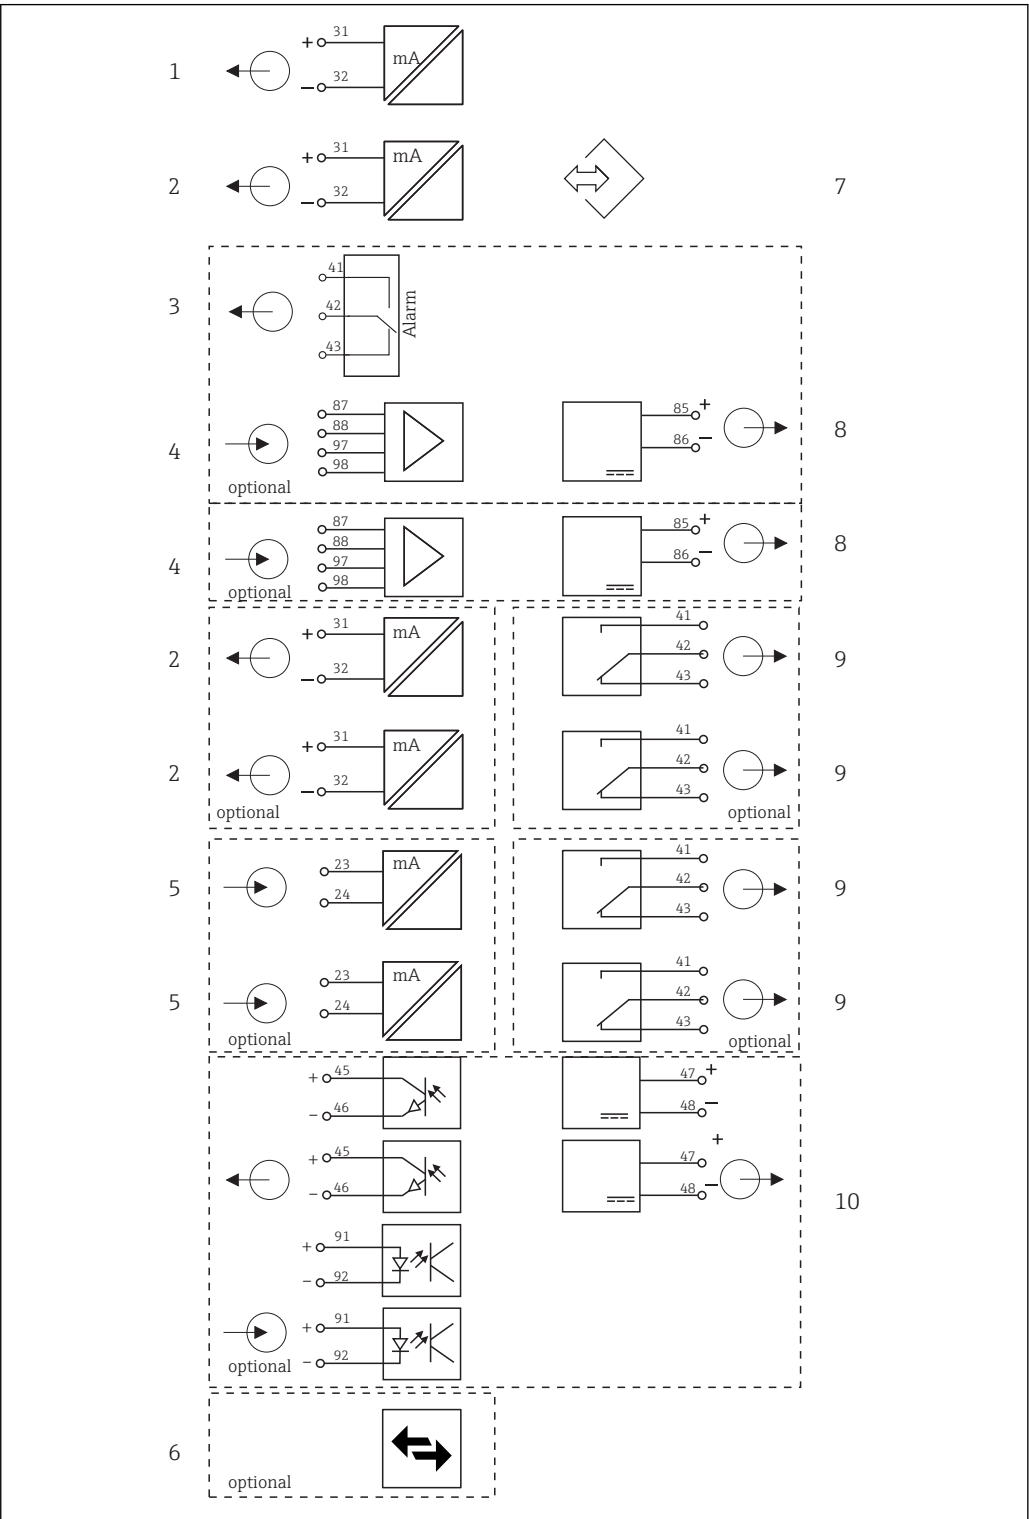 + 31
1 mA
− 32
+ 31
2 mA 7
− 32
41
3 42 Alarm
43
87
88 85 +
4 97 86 − 8
98
optional
87
88 85 +
4 97 86 − 8
98
optional
+ 31 41
2 mA 42 9
− 32 43
+ 31 41
2 mA 42 9
− 32 43
optional optional
23 mA 41
5 24 42 9
43
23 mA 41
5 24 42 9
43
optional optional
+ 45 47 +
− 46 48 −
+ 45 47 +
− 46 48 −
10
+ 91
− 92
+ 91
− 92
optional
6
optional